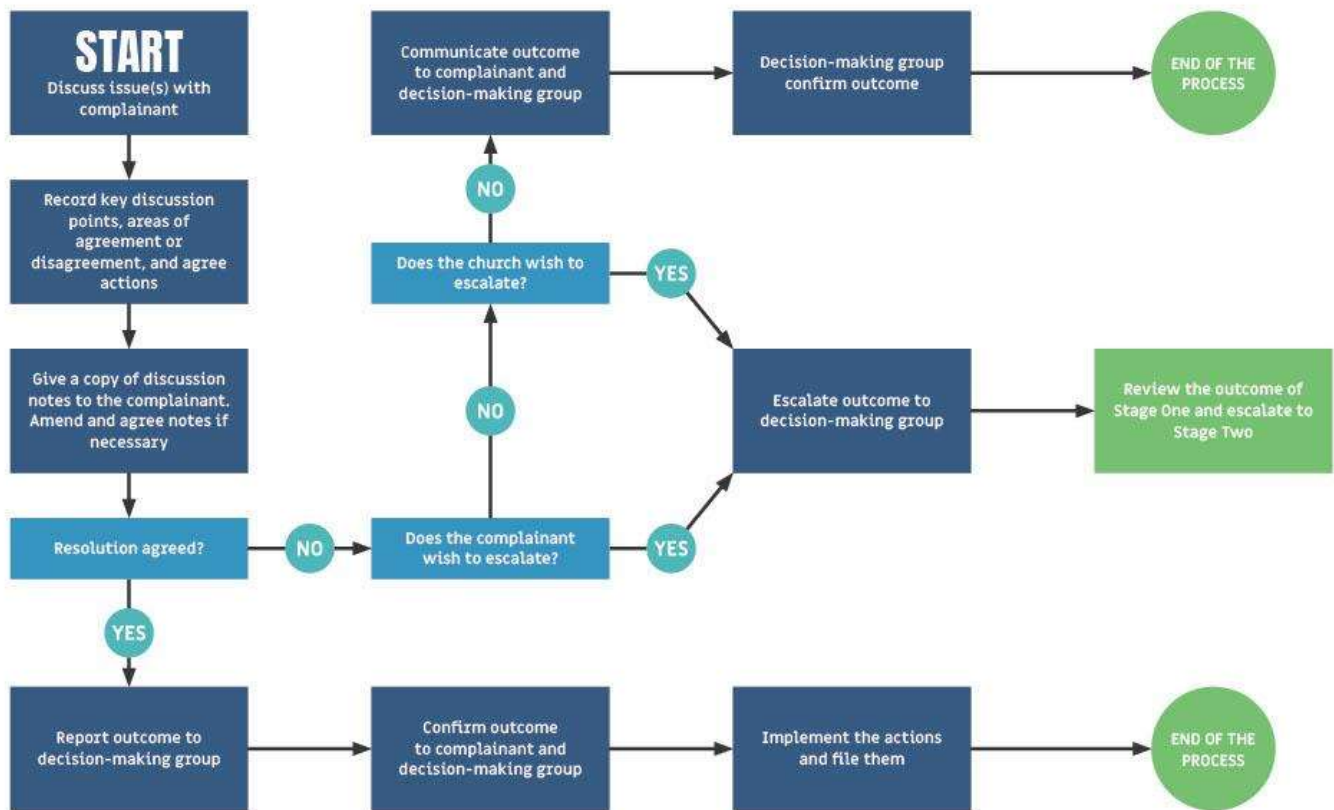 START
Discuss issue(s) with
complainant
Record key discussion
points, areas of
agreement or
disagreement, and agree
actions
Give a copy of discussion
notes to the complainant.
Amend and agree notes if
necessary
Resolution agreed?
NO
YES
Does the complainant
wish to escalate?
NO
YES
Does the church wish to
escalate?
NO
YES
Communicate outcome
to complainant and
decision-making group
Decision-making group
confirm outcome
END OF THE
PROCESS
Escalate outcome to
decision-making group
Review the outcome of
Stage One and escalate to
Stage Two
Report outcome to
decision-making group
Confirm outcome
to complainant and
decision-making group
Implement the actions
and file them
END OF THE
PROCESS